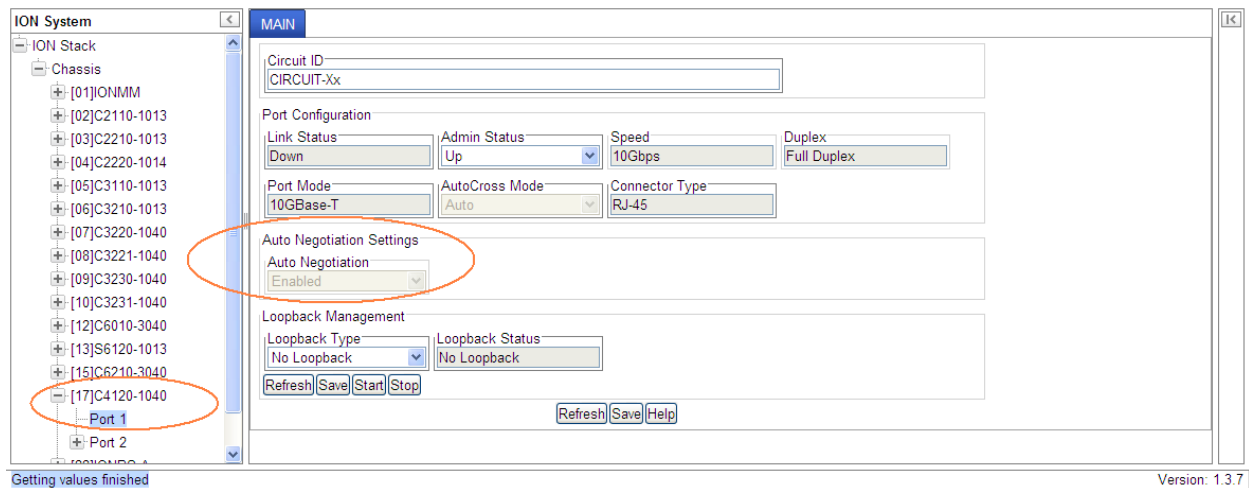 ION System
ION Stack
Chassis
[01]IONMM
[02]C2110-1013
[03]C2210-1013
[04]C2220-1014
[05]C3110-1013
[06]C3210-1013
[07]C3220-1040
[08]C3221-1040
[09]C3230-1040
[10]C3231-1040
[12]C6010-3040
[13]S6120-1013
[15]C6210-3040
[17]C4120-1040
Port 1
Port 2
MAIN
Circuit ID
CIRCUIT-Xx
Port Configuration
Link Status Admin Status Speed Duplex
Down Up 10Gbps Full Duplex
Port Mode AutoCross Mode Connector Type
10GBase-T Auto RJ-45
Auto Negotiation Settings
Auto Negotiation
Enabled
Loopback Management
Loopback Type Loopback Status
No Loopback No Loopback
Refresh Save Start Stop
Refresh Save Help
Getting values finished
Version: 1.3.7